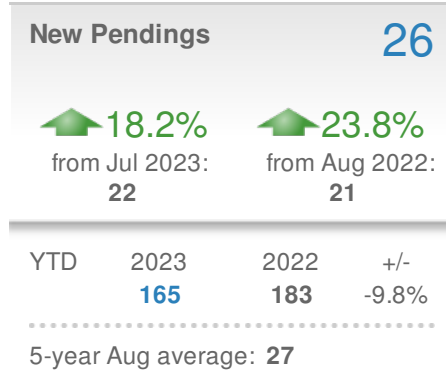 New Pendings 26
18.2% 23.8%
from Jul 2023: from Aug 2022:
22 21
YTD 2023 2022 +/-
165 183 -9.8%
5-year Aug average: 27